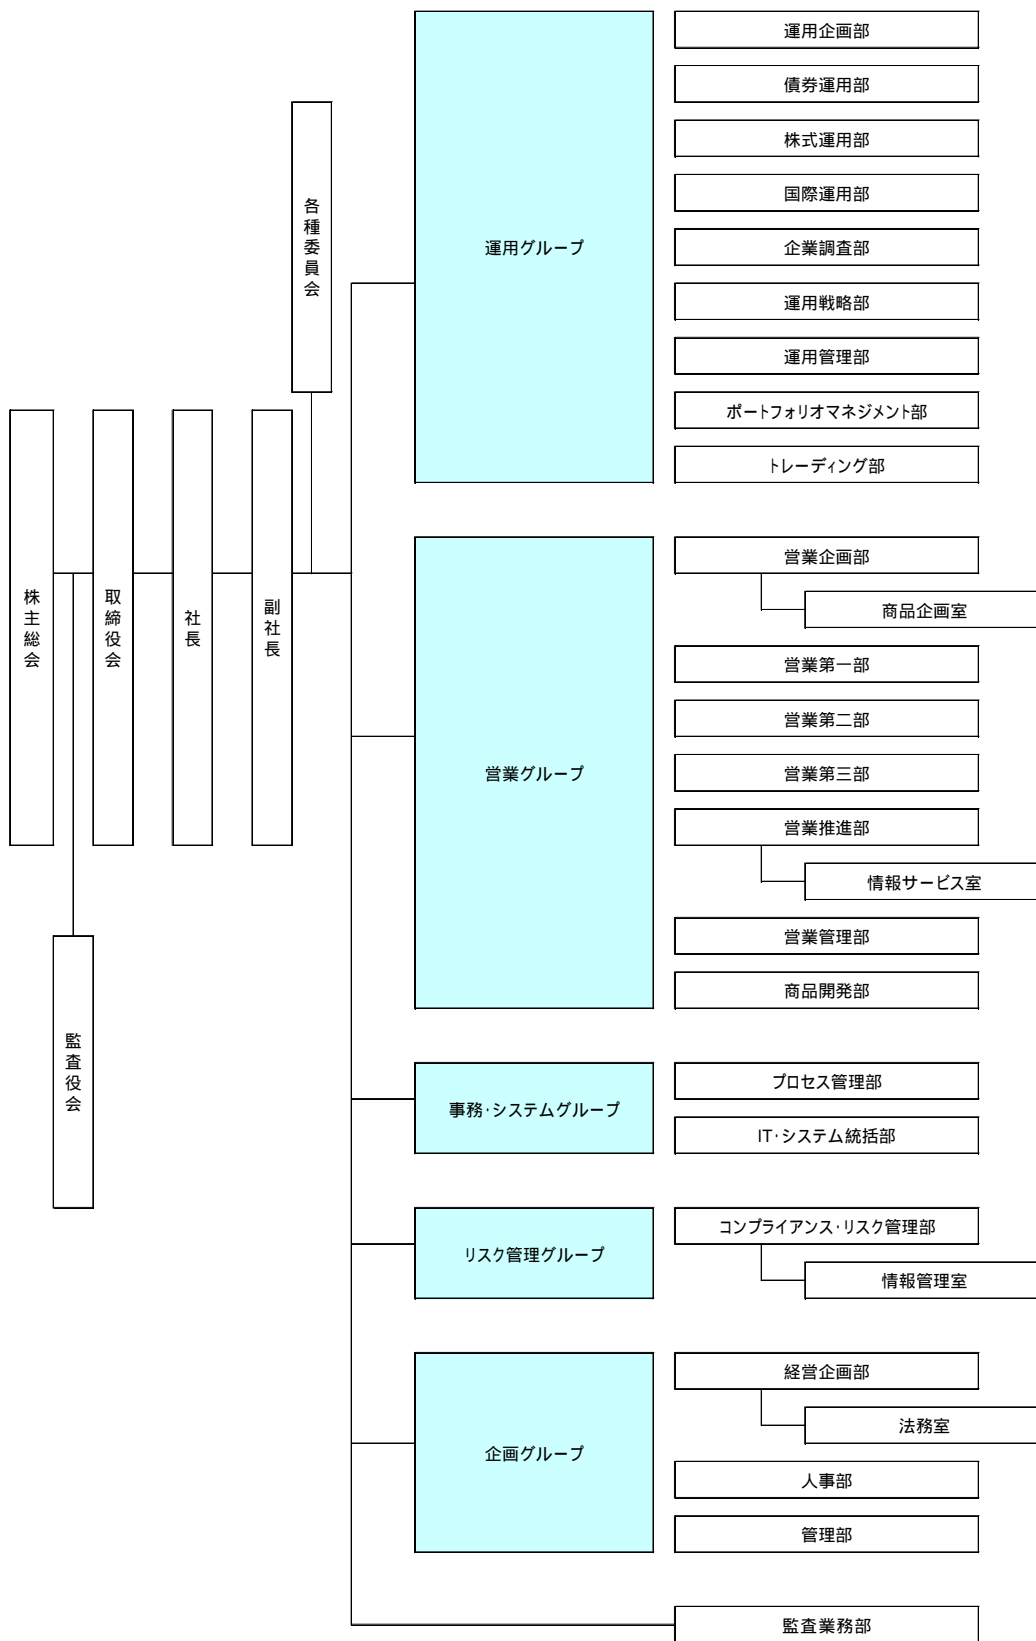 株主総会
監査役会
取締役会
社長
副社長
各種委員会
運用グループ
運用企画部
債券運用部
株式運用部
国際運用部
企業調査部
運用戦略部
運用管理部
ポートフォリオマネジメント部
トレーディング部
営業グループ
営業企画部
商品企画室
営業第一部
営業第二部
営業第三部
営業推進部
情報サービス室
営業管理部
商品開発部
事務・システムグループ
プロセス管理部
IT・システム統括部
リスク管理グループ
コンプライアンス・リスク管理部
情報管理室
企画グループ
経営企画部
法務室
人事部
管理部
監査業務部